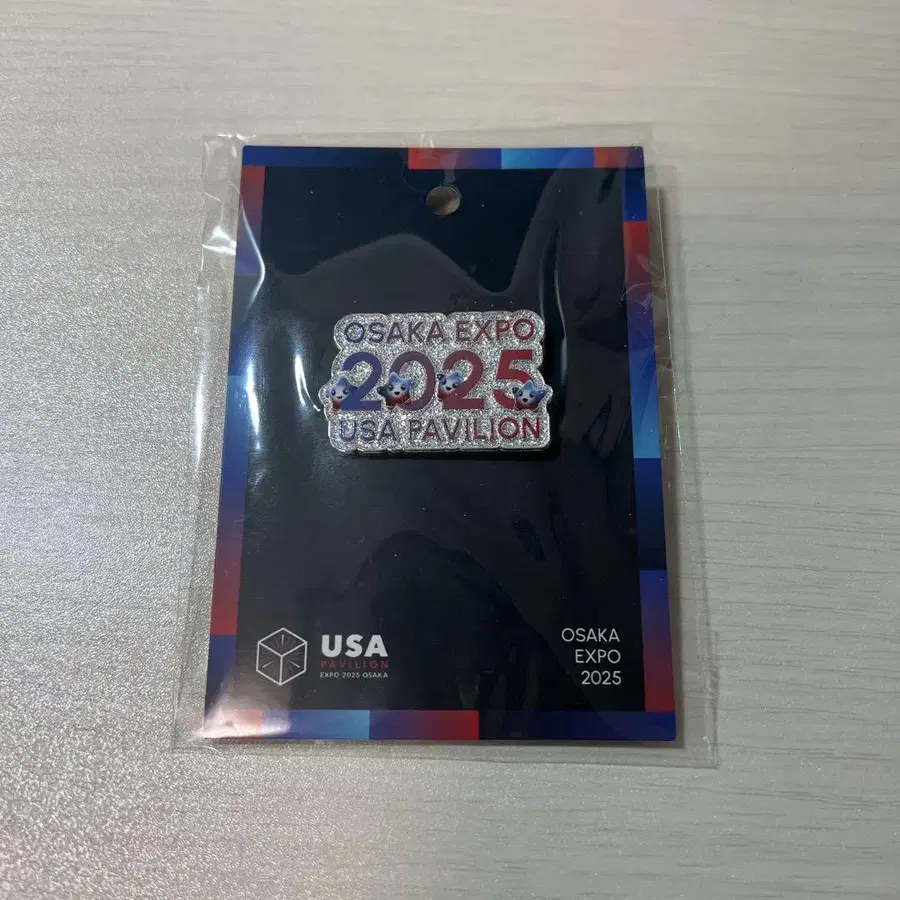 OSAKA EXPO
2025
USA PAVILION
USA
PAVILION
EXPO 2025 OSAKA
OSAKA
EXPO
2025